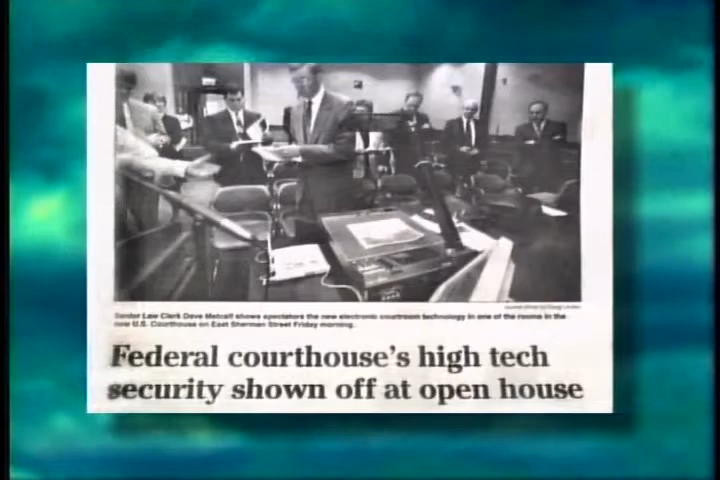 Senior Law Clerk Dave Metcalf shows spectators the new electronic courtroom technology in one of the rooms in the
new U.S. Courthouse on East Sherman Street Friday morning.
Federal courthouse's high tech
security shown off at open house